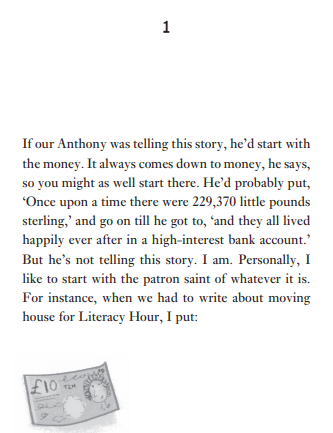 1
If our Anthony was telling this story, he’d start with
the money. It always comes down to money, he says,
so you might as well start there. He’d probably put,
‘Once upon a time there were 229,370 little pounds
sterling,’ and go on till he got to, ‘and they all lived
happily ever after in a high-interest bank account.’
But he’s not telling this story. I am. Personally, I
like to start with the patron saint of whatever it is.
For instance, when we had to write about moving
house for Literacy Hour, I put:
£10